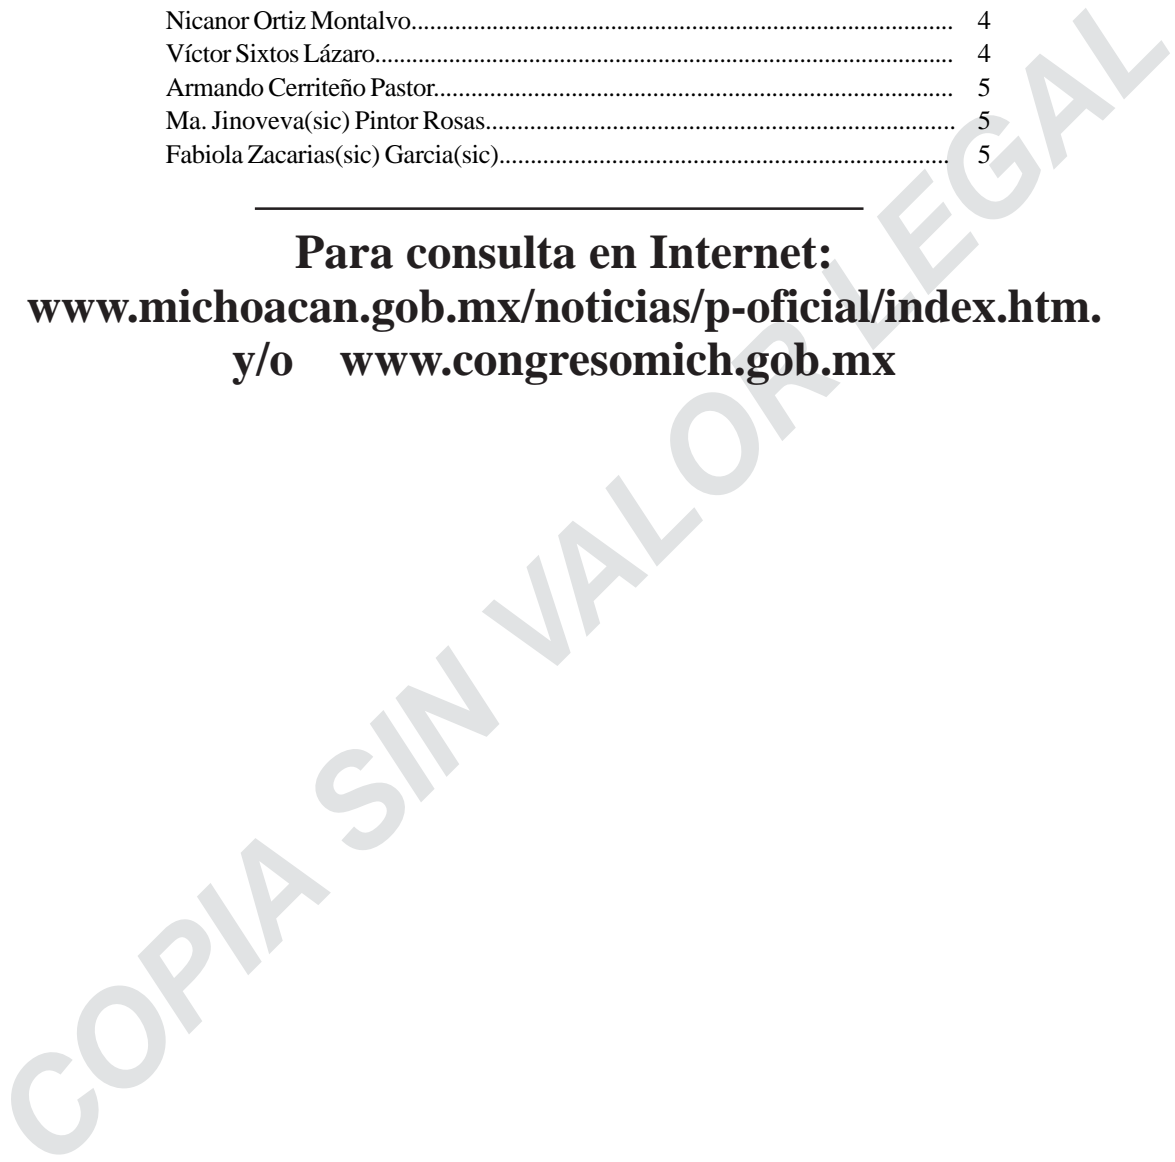 Nicanor Ortiz Montalvo.......................................................................................... 4
Víctor Sixtos Lázaro................................................................................................ 4
Armando Cerriteño Pastor...................................................................................... 5
Ma. Jinoveva(sic) Pintor Rosas.............................................................................. 5
Fabiola Zacarias(sic) Garcia(sic)........................................................................... 5
Para consulta en Internet:
www.michoacan.gob.mx/noticias/p-oficial/index.htm.
y/o www.congresomich.gob.mx
COPIA SIN VALOR LEGAL